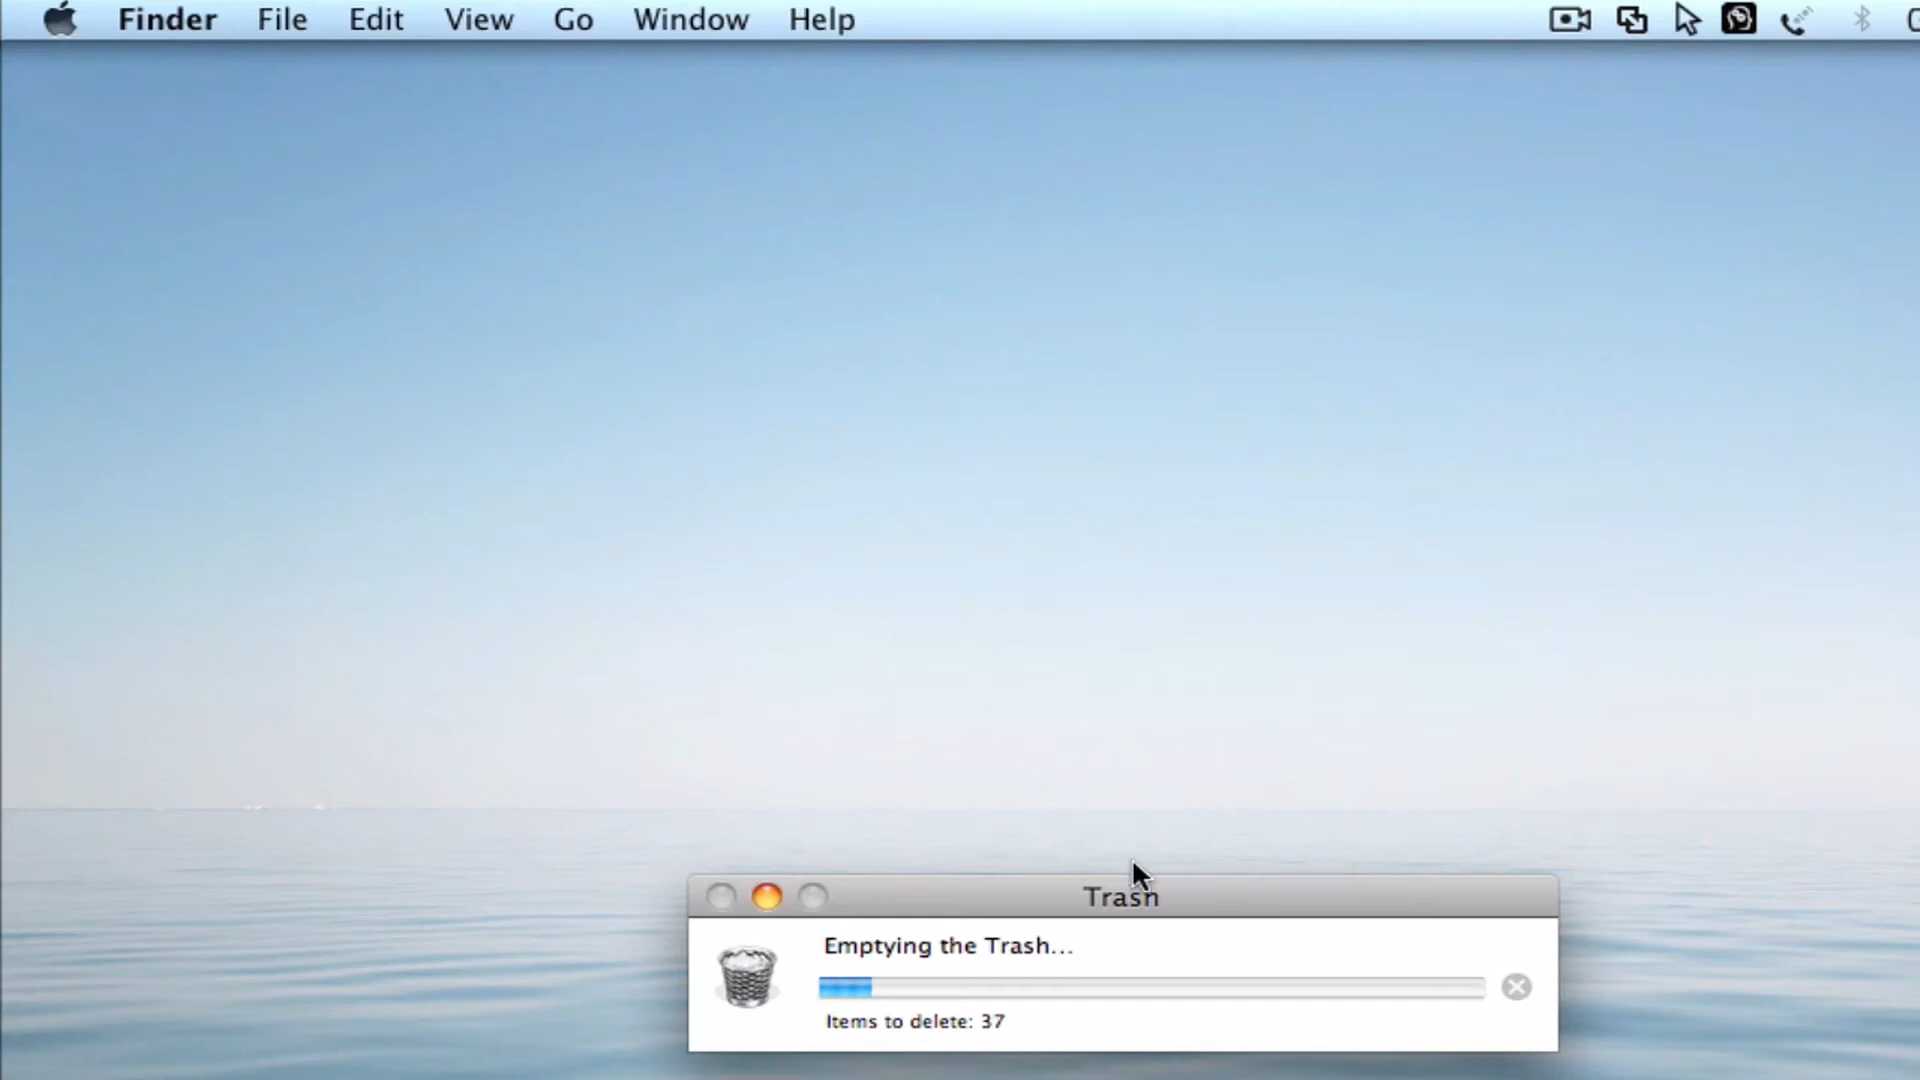 Finder File Edit View Go Window Help
Trash
Emptying the Trash...
Items to delete: 37